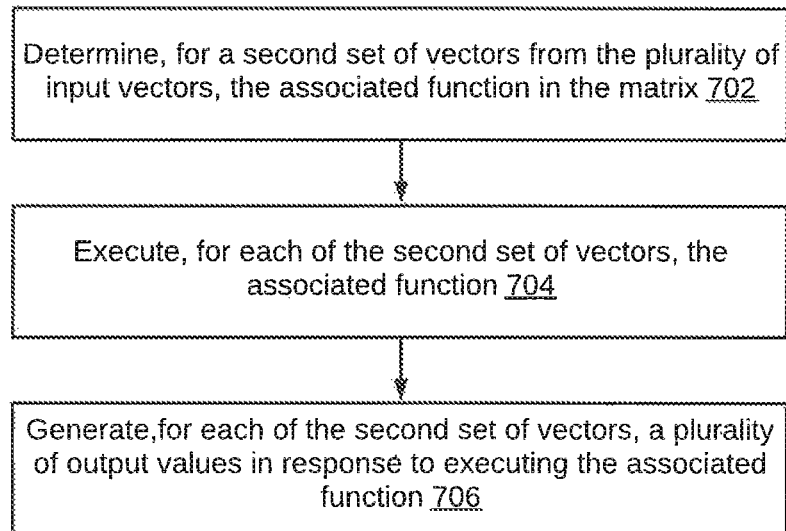 Determine, for a second set of vectors from the plurality of
input vectors, the associated function in the matrix 702
Execute, for each of the second set of vectors, the
associated function 704
Generate,for each of the second set of vectors, a plurality
of output values in response to executing the associated
function 706